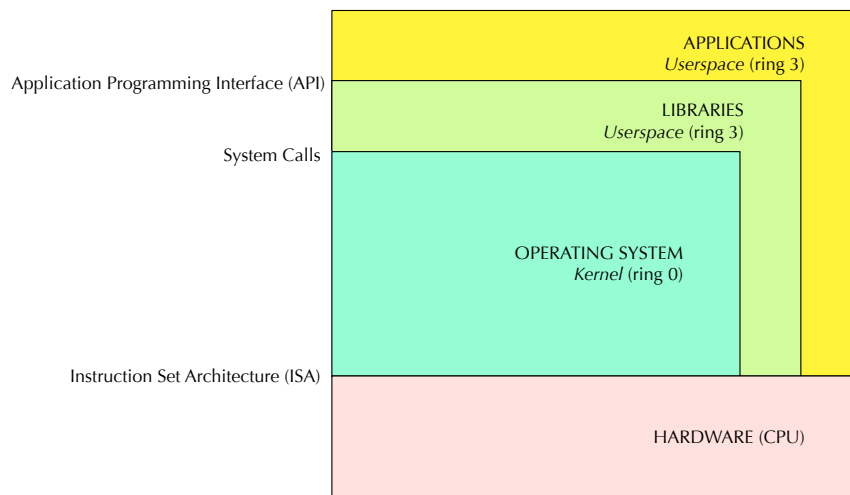 APPLICATIONS
Userspace (ring 3)
Application Programming Interface (API)
LIBRARIES
Userspace (ring 3)
System Calls
OPERATING SYSTEM
Kernel (ring 0)
Instruction Set Architecture (ISA)
HARDWARE (CPU)